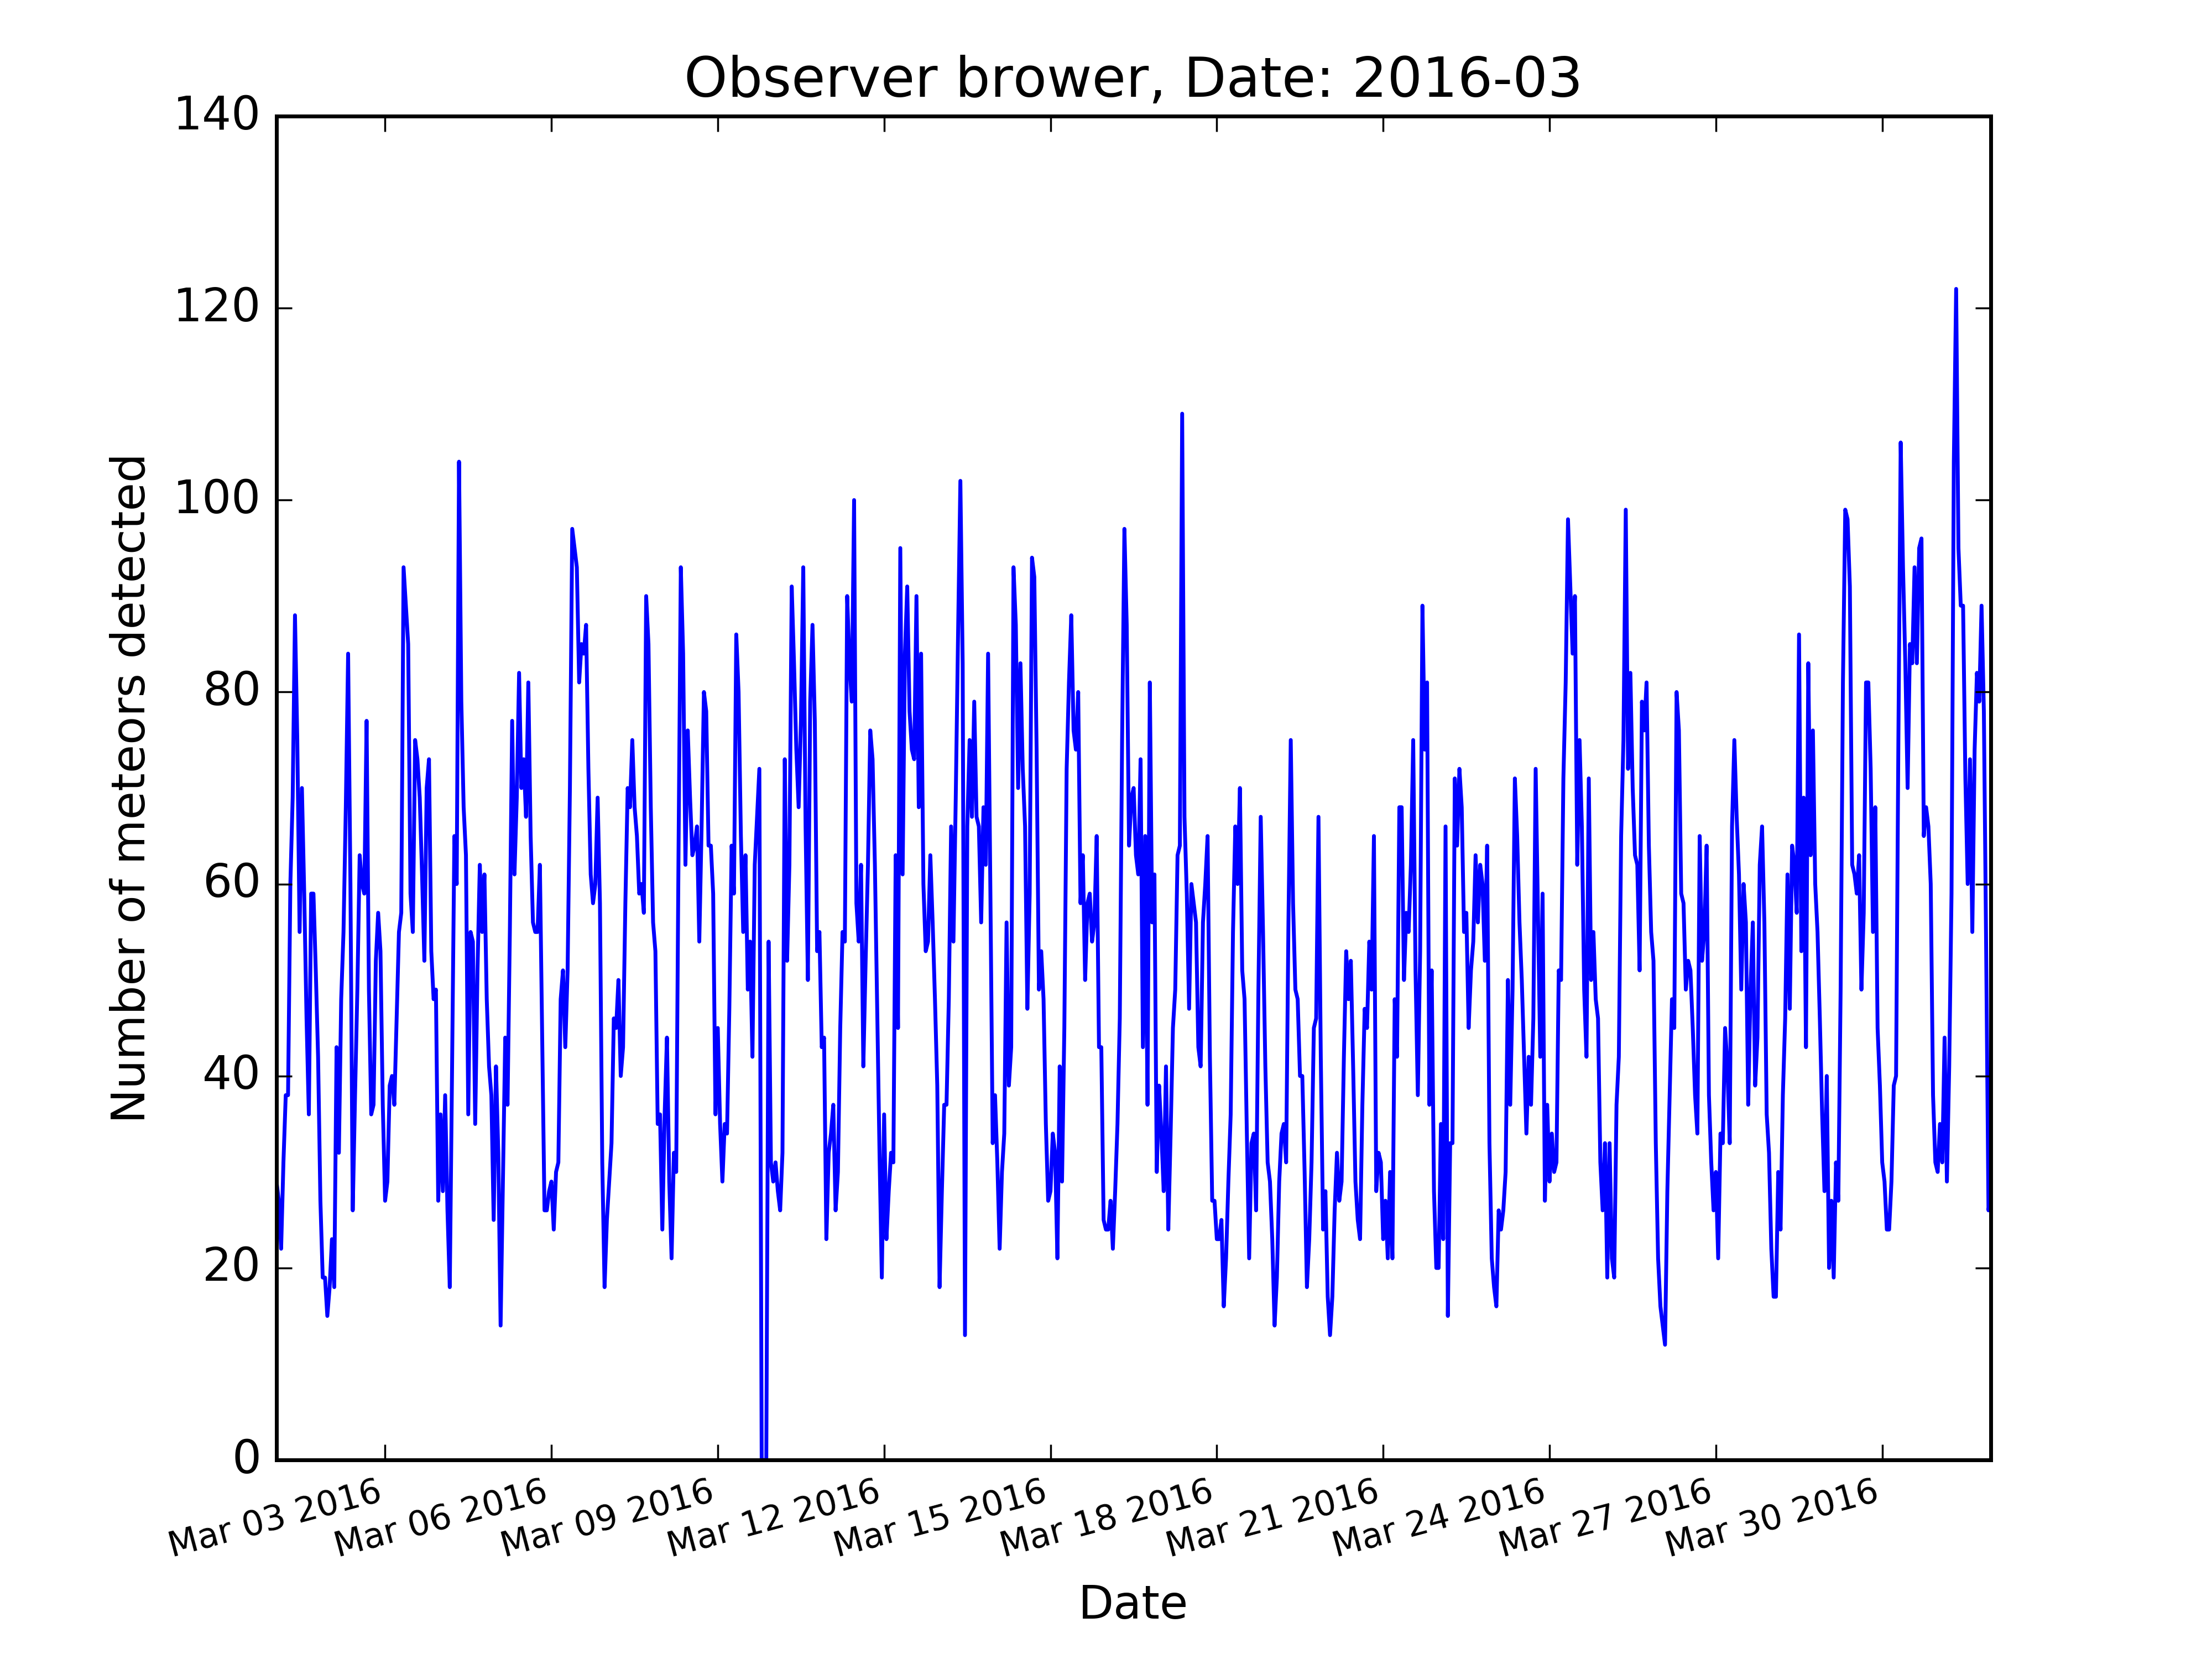 Observer brower, Date: 2016-03
140
120
100
80
60
40
20
0
Number of meteors detected
Mar 03 2016
Mar 06 2016
Mar 09 2016
Mar 12 2016
Mar 15 2016
Mar 18 2016
Mar 21 2016
Mar 24 2016
Mar 27 2016
Mar 30 2016
Date